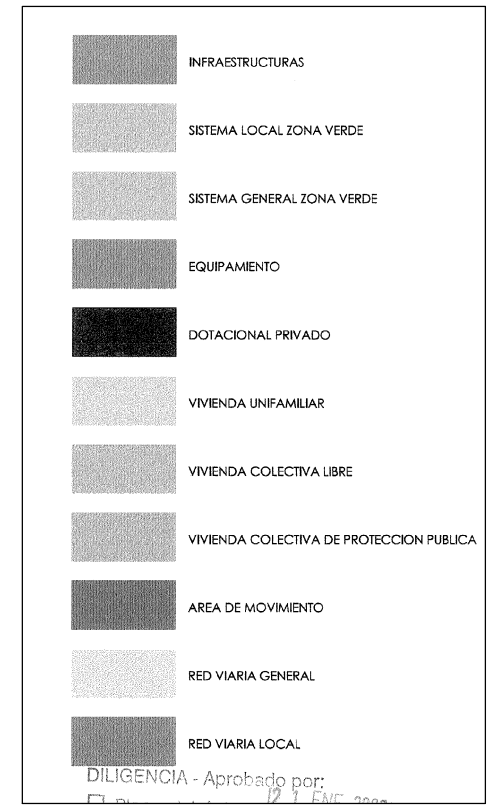 INFRAESTRUCTURAS
SISTEMA LOCAL ZONA VERDE
SISTEMA GENERAL ZONA VERDE
EQUIPAMIENTO
DOTACIONAL PRIVADO
VIVIENDA UNIFAMILIAR
VIVIENDA COLECTIVA LIBRE
VIVIENDA COLECTIVA DE PROTECCION PUBLICA
AREA DE MOVIMIENTO
RED VIARIA GENERAL
RED VIARIA LOCAL
DILIGENCIA - Aprobado por:
ENE